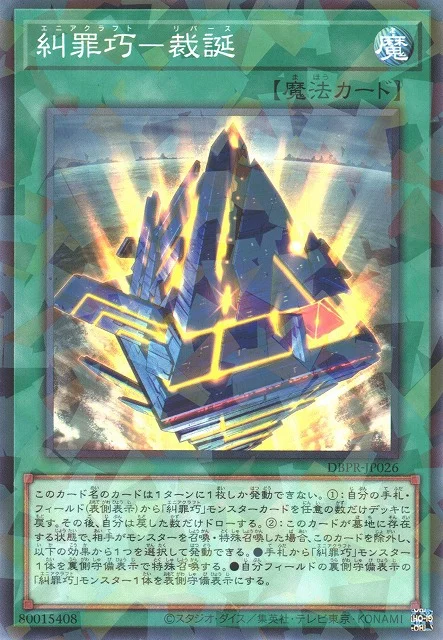 エニアクラフト リバース
糾罪巧－裁誕
魔
まほう
【魔法カード】
DBPR-JP026
このカード名のカードは1ターンに1枚しか発動できない。①：自分の手札・
フィールド（表側表示）から「糾罪巧」モンスターカードを任意の数だけデッキに
戻す。その後、自分は戻した数だけドローする。②：このカードが墓地に存在
する状態で、相手がモンスターを召喚・特殊召喚した場合、このカードを除外し、
以下の効果から1つを選択して発動できる。●手札から「糾罪巧」モンスター
1体を裏側守備表示で特殊召喚する。●自分フィールドの裏側守備表示の
「糾罪巧」モンスター1体を表側守備表示にする。
80015408
©スタジオ・ダイス／集英社・テレビ東京・KONAMI